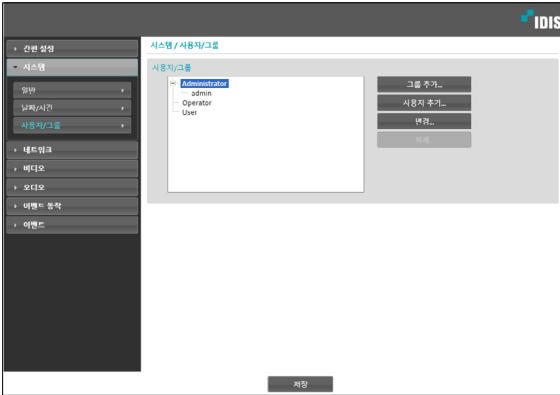 IDIS
간편 설정
시스템
일반
날짜/시간
사용자/그룹
네트워크
비디오
오디오
이벤트 동작
이벤트
시스템 / 사용자/그룹
사용자/그룹
Administrator
admin
Operator
User
그룹 추가...
사용자 추가...
변경...
삭제...
저장